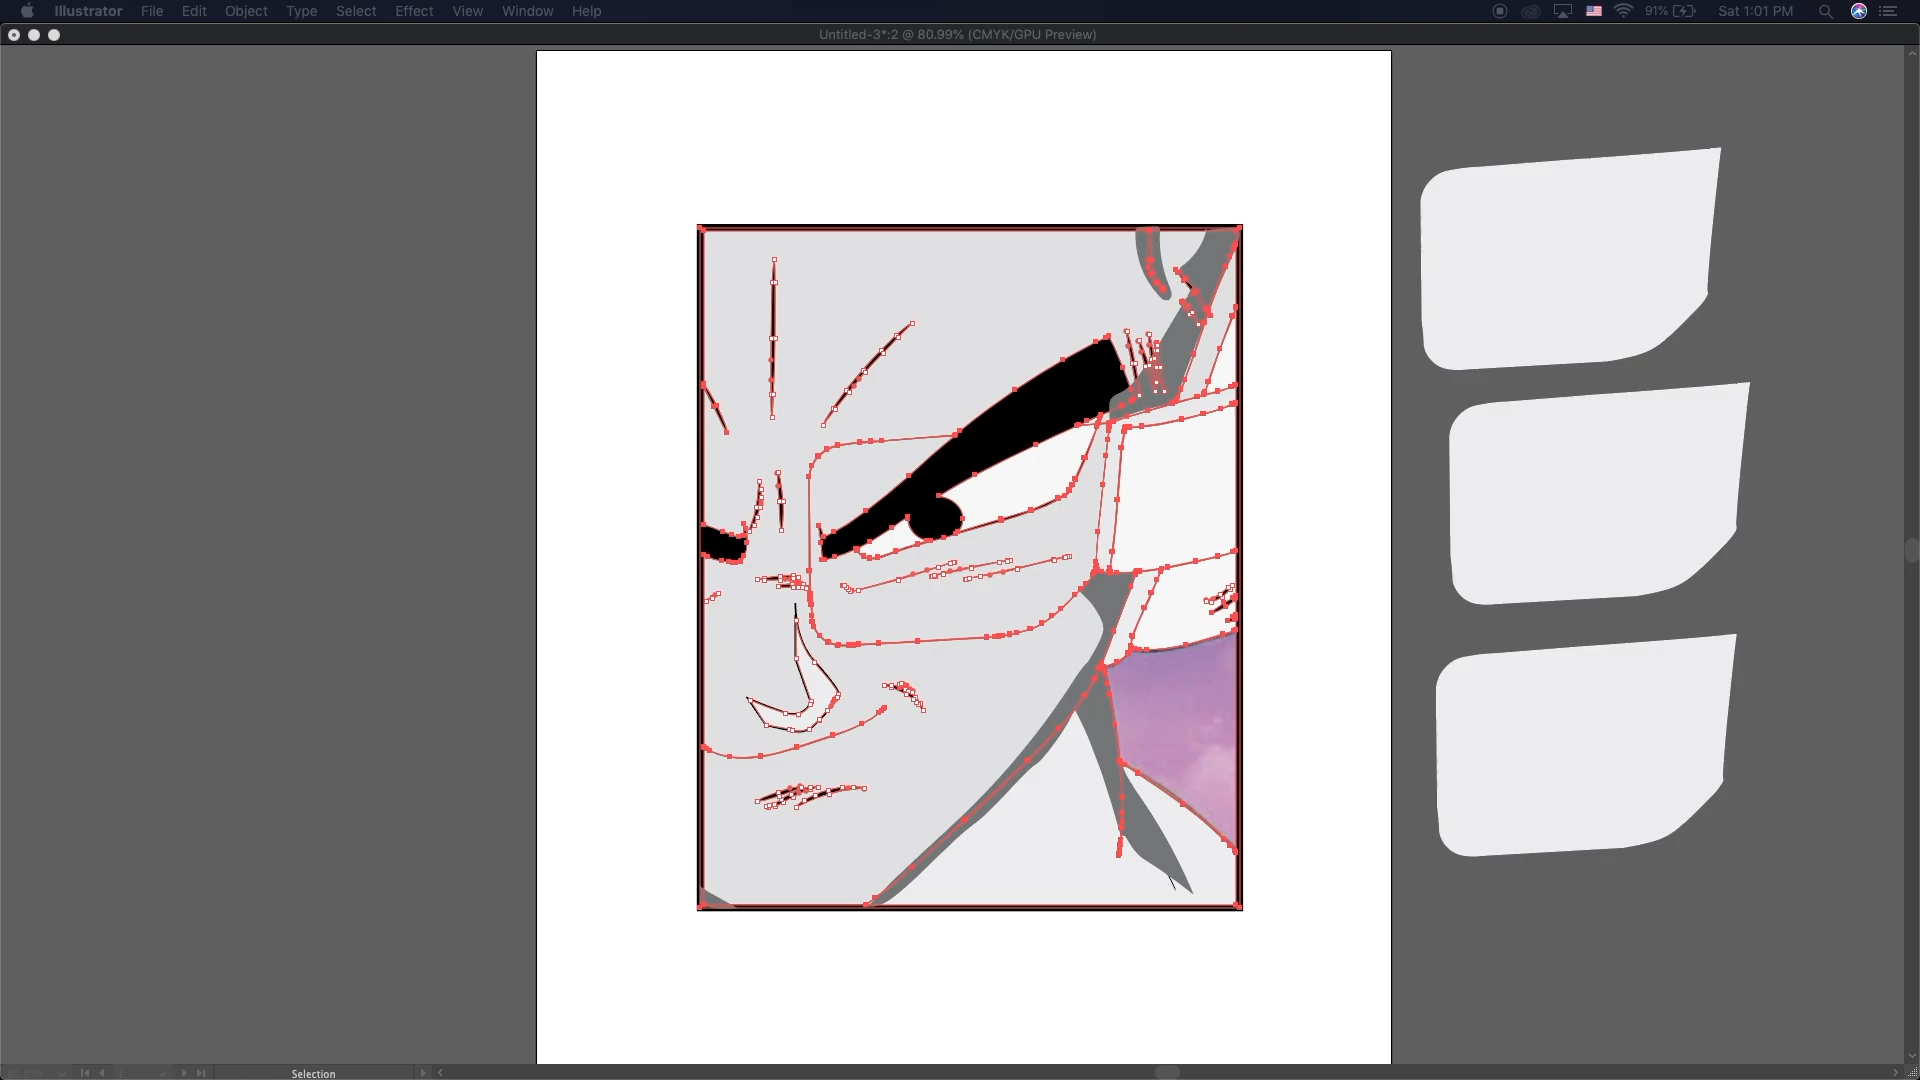 Illustrator File Edit Object Type Select Effect View Window Help 91% Sat 1:01 PM
Untitled-3*:2 @ 80.99% (CMYK/GPU Preview)
Selection